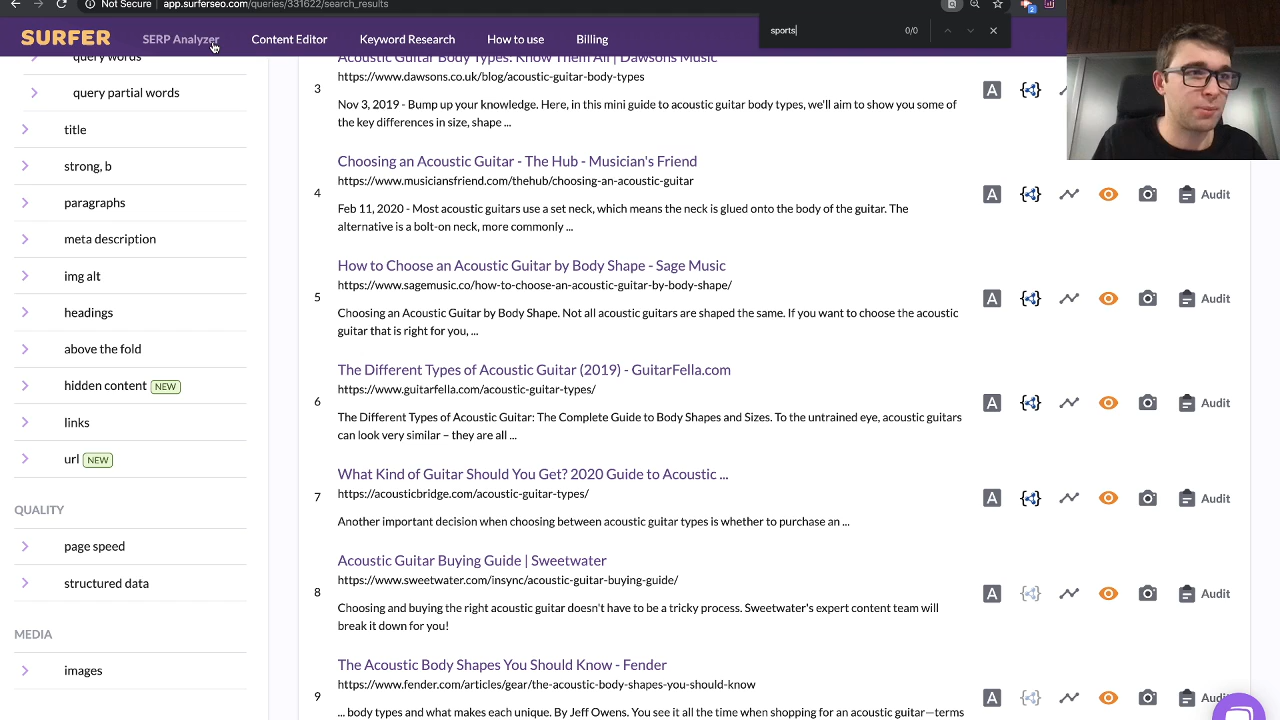 Not Secure
app.surferseo.com/queries/331622/search_results
SURFER
SERP Analyzer
Content Editor
Keyword Research
How to use
Billing
sports
0/0
2
query words
query partial words
title
strong, b
paragraphs
meta description
img alt
headings
above the fold
hidden content NEW
links
url NEW
QUALITY
page speed
structured data
MEDIA
images
3
Acoustic Guitar Body Types: Know Them All | Dawsons Music
https://www.dawsons.co.uk/blog/acoustic-guitar-body-types
Nov 3, 2019 - Bump up your knowledge. Here, in this mini guide to acoustic guitar body types, we'll aim to show you some of
the key differences in size, shape ...
A
4
Choosing an Acoustic Guitar - The Hub - Musician's Friend
https://www.musiciansfriend.com/thehub/choosing-an-acoustic-guitar
Feb 11, 2020 - Most acoustic guitars use a set neck, which means the neck is glued onto the body of the guitar. The
alternative is a bolt-on neck, more commonly ...
A
Audit
5
How to Choose an Acoustic Guitar by Body Shape - Sage Music
https://www.sagemusic.co/how-to-choose-an-acoustic-guitar-by-body-shape/
Choosing an Acoustic Guitar by Body Shape. Not all acoustic guitars are shaped the same. If you want to choose the acoustic
guitar that is right for you, ...
A
Audit
6
The Different Types of Acoustic Guitar (2019) - GuitarFella.com
https://www.guitarfella.com/acoustic-guitar-types/
The Different Types of Acoustic Guitar: The Complete Guide to Body Shapes and Sizes. To the untrained eye, acoustic guitars
can look very similar – they are all ...
A
Audit
7
What Kind of Guitar Should You Get? 2020 Guide to Acoustic ...
https://acousticbridge.com/acoustic-guitar-types/
Another important decision when choosing between acoustic guitar types is whether to purchase an ...
A
Audit
8
Acoustic Guitar Buying Guide | Sweetwater
https://www.sweetwater.com/insync/acoustic-guitar-buying-guide/
Choosing and buying the right acoustic guitar doesn't have to be a tricky process. Sweetwater's expert content team will
break it down for you!
A
Audit
9
The Acoustic Body Shapes You Should Know - Fender
https://www.fender.com/articles/gear/the-acoustic-body-shapes-you-should-know
... body types and what makes each unique. By Jeff Owens. You see it all the time when shopping for an acoustic guitar—terms
A
Audit